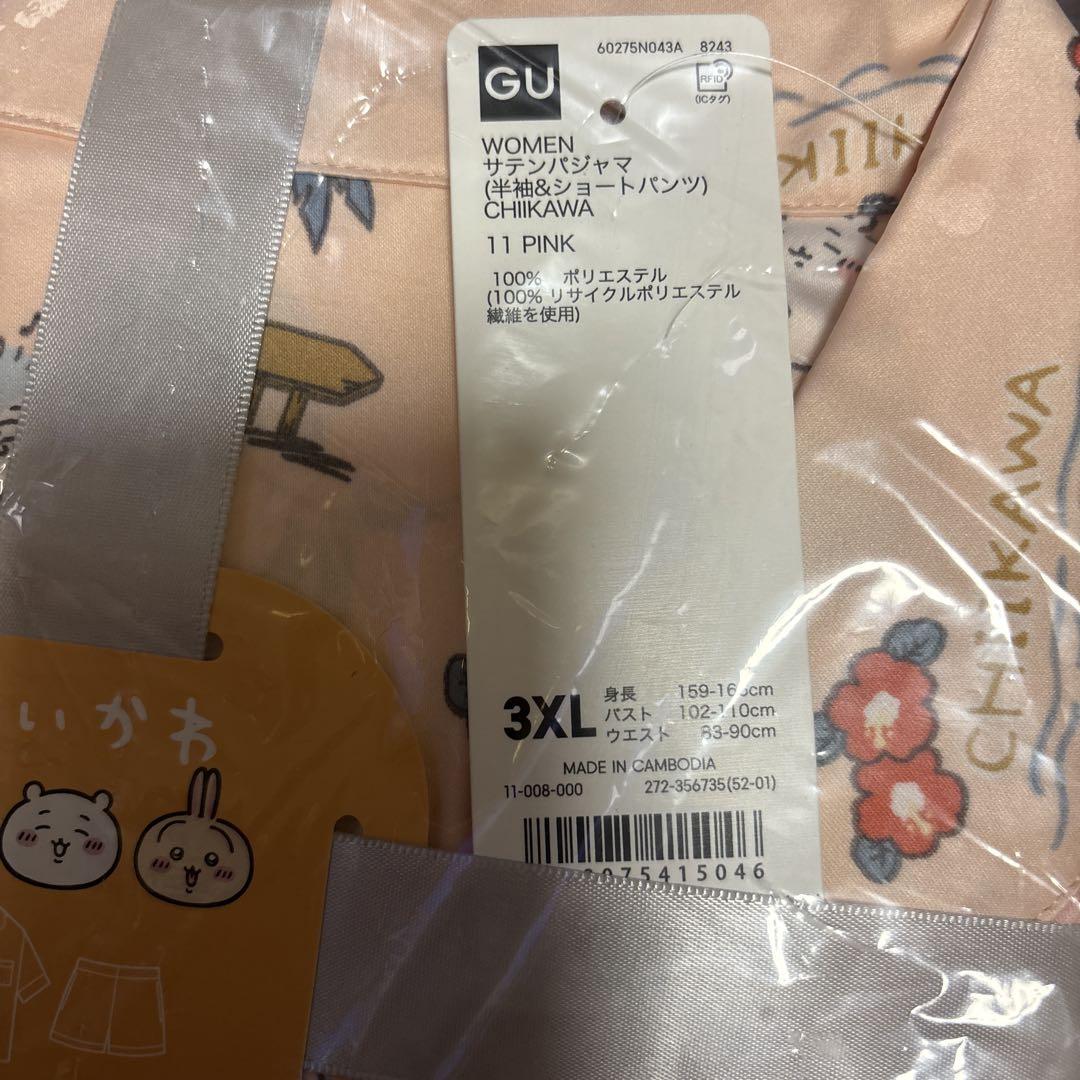 60275N043A 8243
GU
RFID
(ICタグ)
WOMEN
サテンパジャマ
(半袖&ショートパンツ)
CHIIKAWA
11 PINK
100% ポリエステル
(100% リサイクルポリエステル
繊維を使用)
CHIIKAWA
いかわ
3XL
身長 159-16 cm
バスト 102-110cm
ウエスト 83-90cm
MADE IN CAMBODIA
11-008-000 272-356735(52-01)
075415046